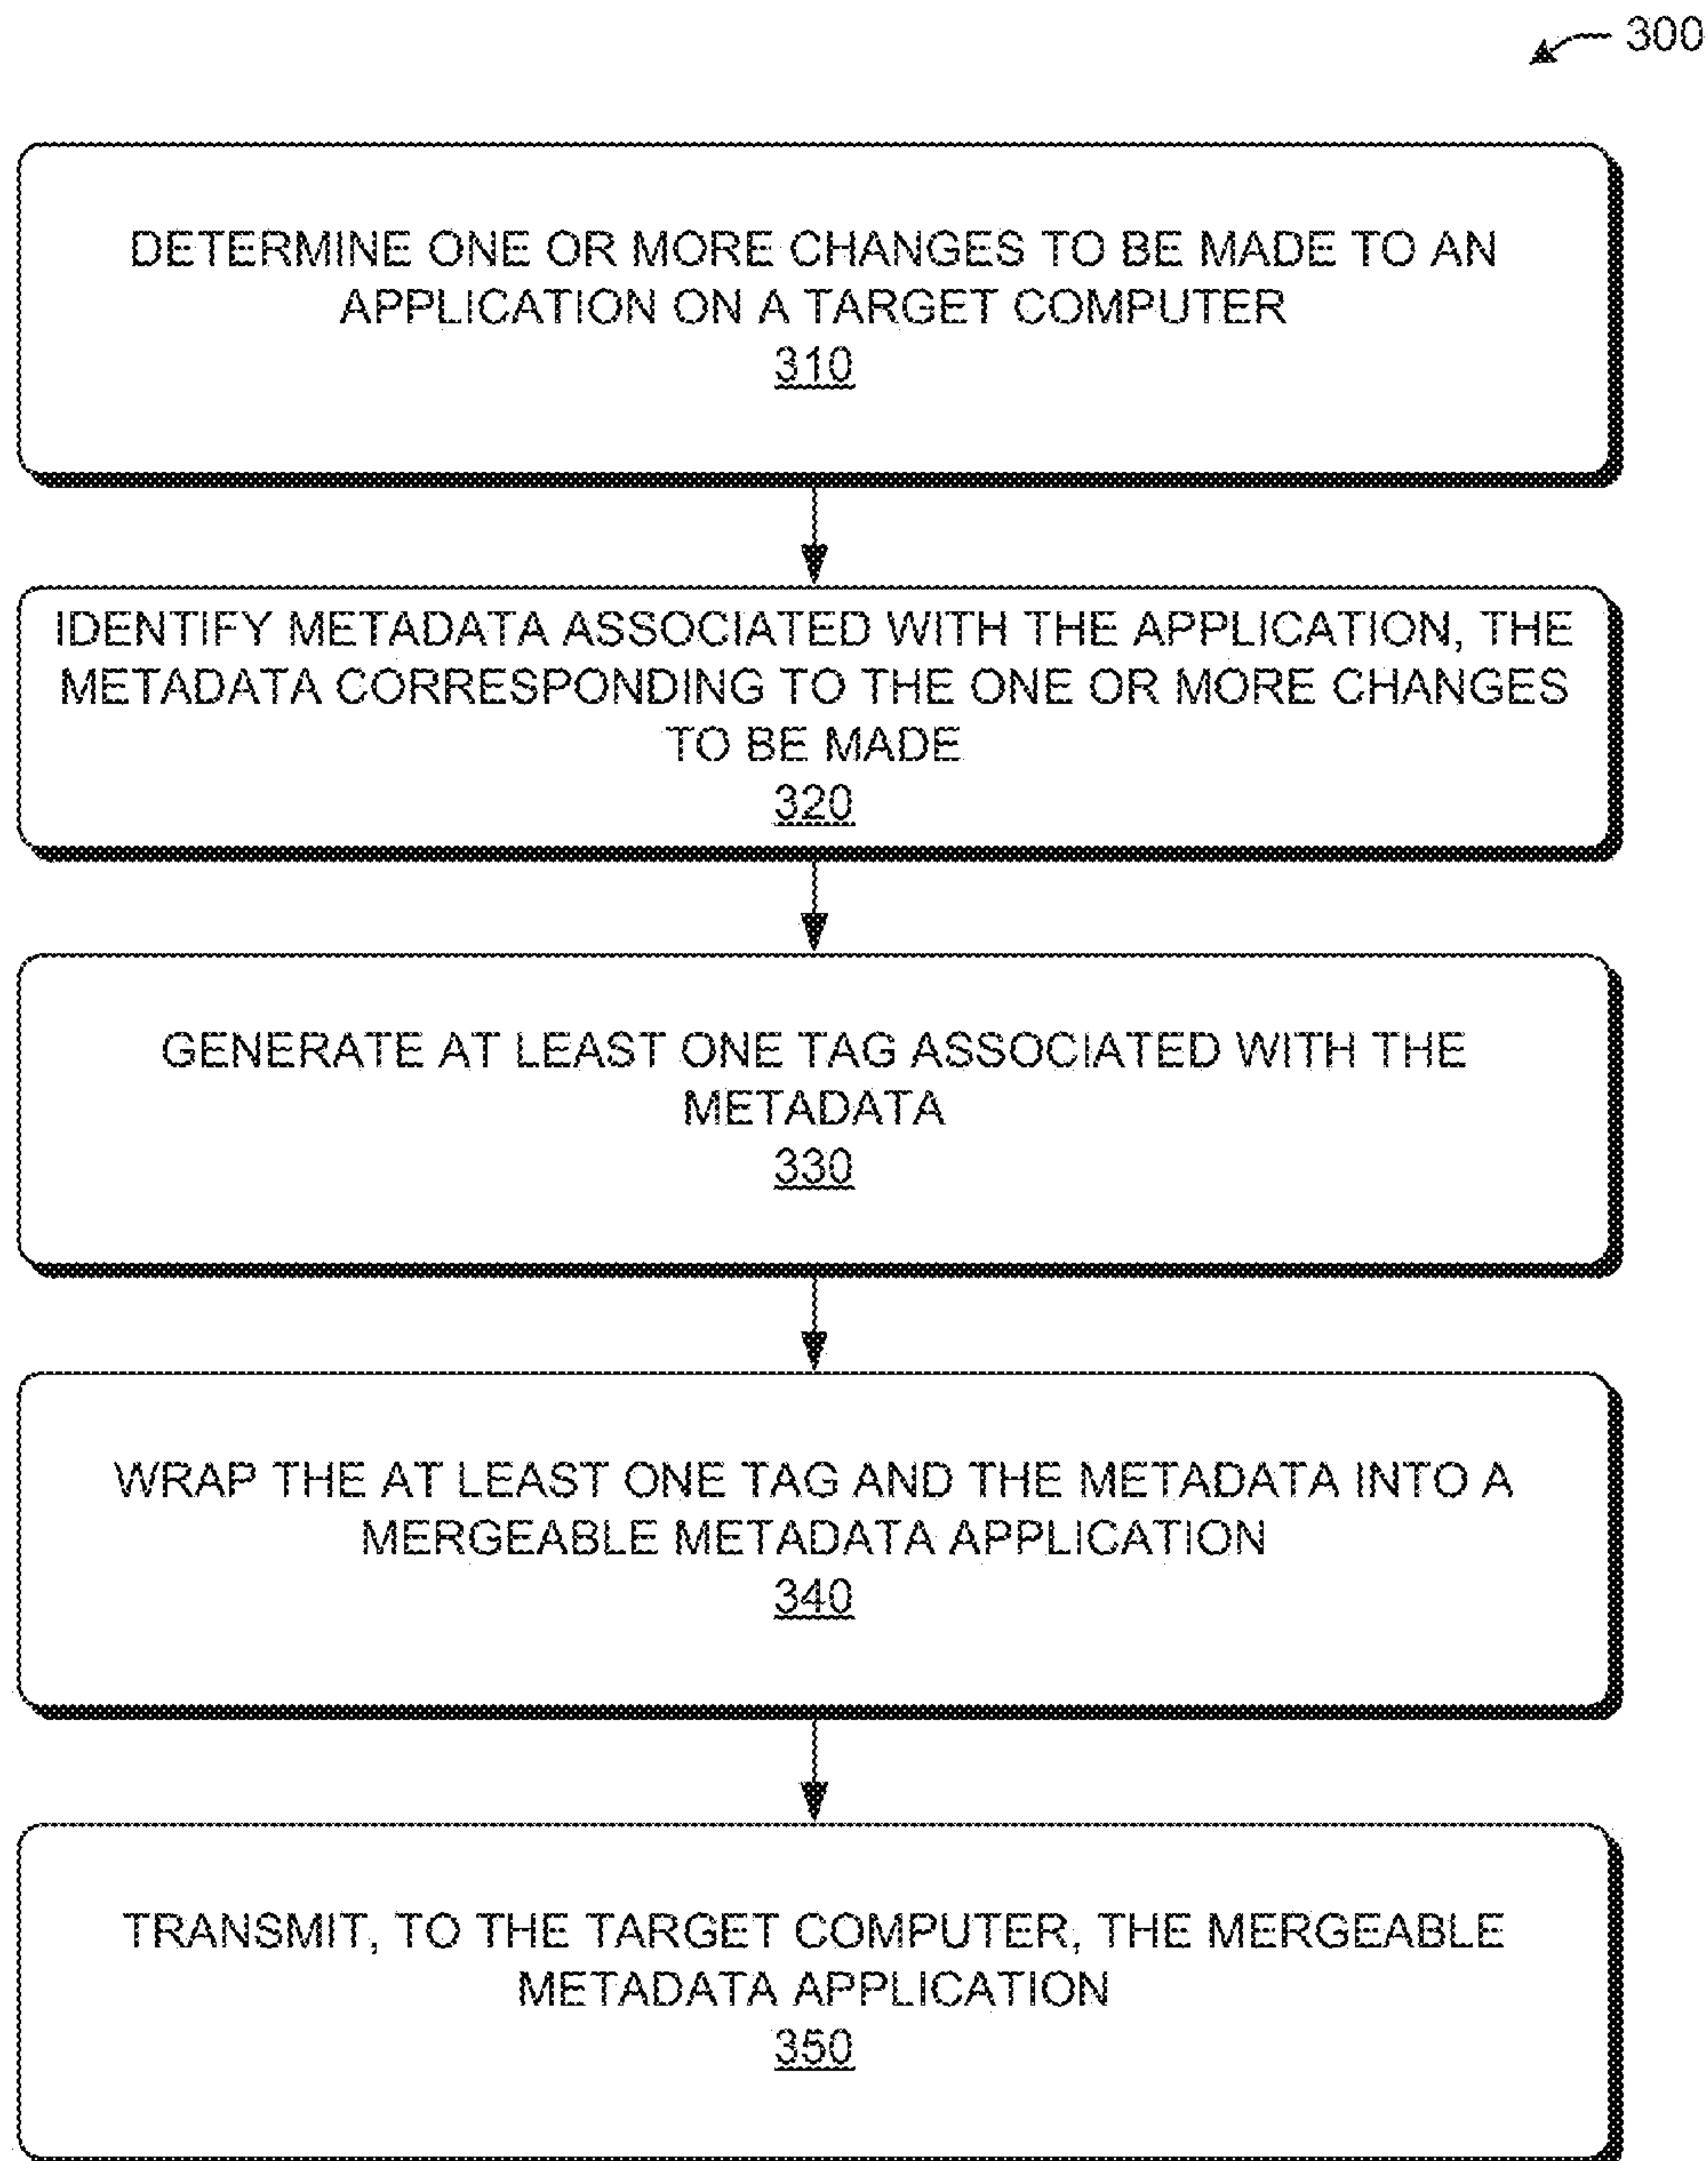 300
DETERMINE ONE OR MORE CHANGES TO BE MADE TO AN
APPLICATION ON A TARGET COMPUTER
310
IDENTIFY METADATA ASSOCIATED WITH THE APPLICATION, THE
METADATA CORRESPONDING TO THE ONE OR MORE CHANGES
TO BE MADE
320
GENERATE AT LEAST ONE TAG ASSOCIATED WITH THE
METADATA
330
WRAP THE AT LEAST ONE TAG AND THE METADATA INTO A
MERGEABLE METADATA APPLICATION
340
TRANSMIT, TO THE TARGET COMPUTER, THE MERGEABLE
METADATA APPLICATION
350